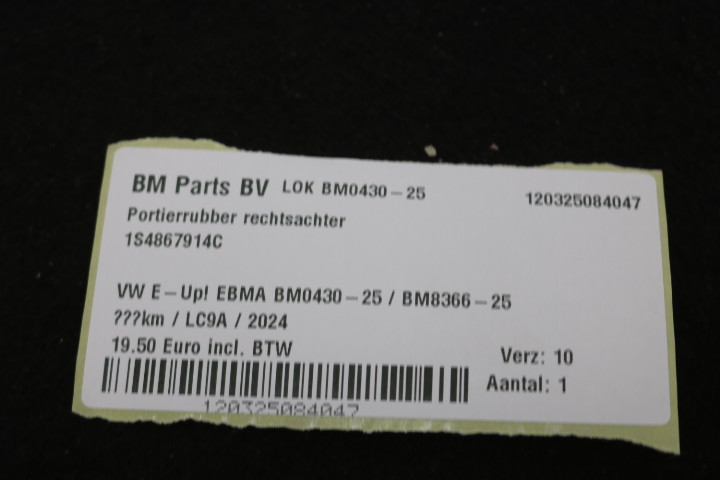 BM Parts BV LOK BM0430-25 120325084047
Portierrubber rechtsachter
1S4867914C
VW E-Up! EBMA BM0430-25 / BM8366-25
???km / LC9A / 2024
19.50 Euro incl. BTW
Verz: 10
Aantal: 1
120325084047